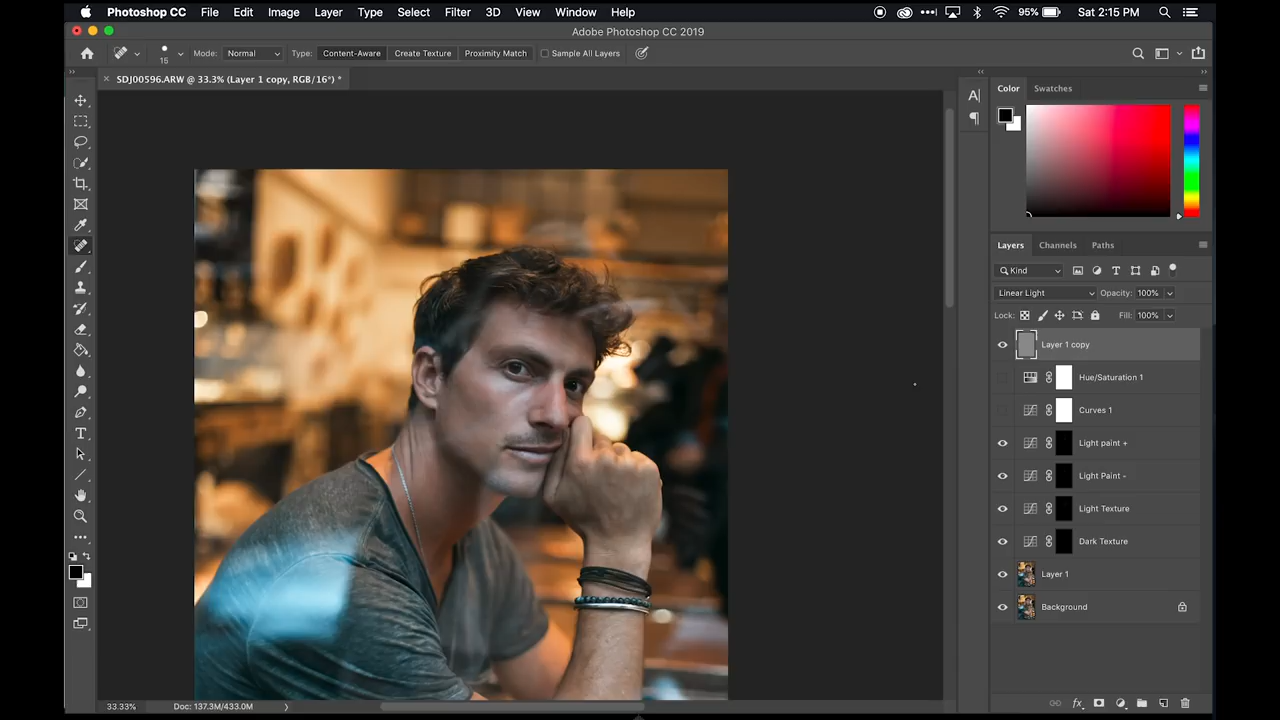 Photoshop CC File Edit Image Layer Type Select Filter 3D View Window Help 95% Sat 2:15 PM
Adobe Photoshop CC 2019
15 Mode: Normal Type: Content-Aware Create Texture Proximity Match Sample All Layers
SDJ00596.ARW @ 33.3% (Layer 1 copy, RGB/16*) *
Color Swatches
Layers Channels Paths
Kind
Linear Light Opacity: 100%
Lock: Fill: 100%
Layer 1 copy
Hue/Saturation 1
Curves 1
Light paint +
Light Paint -
Light Texture
Dark Texture
Layer 1
Background
33.33% Doc: 137.3M/433.0M